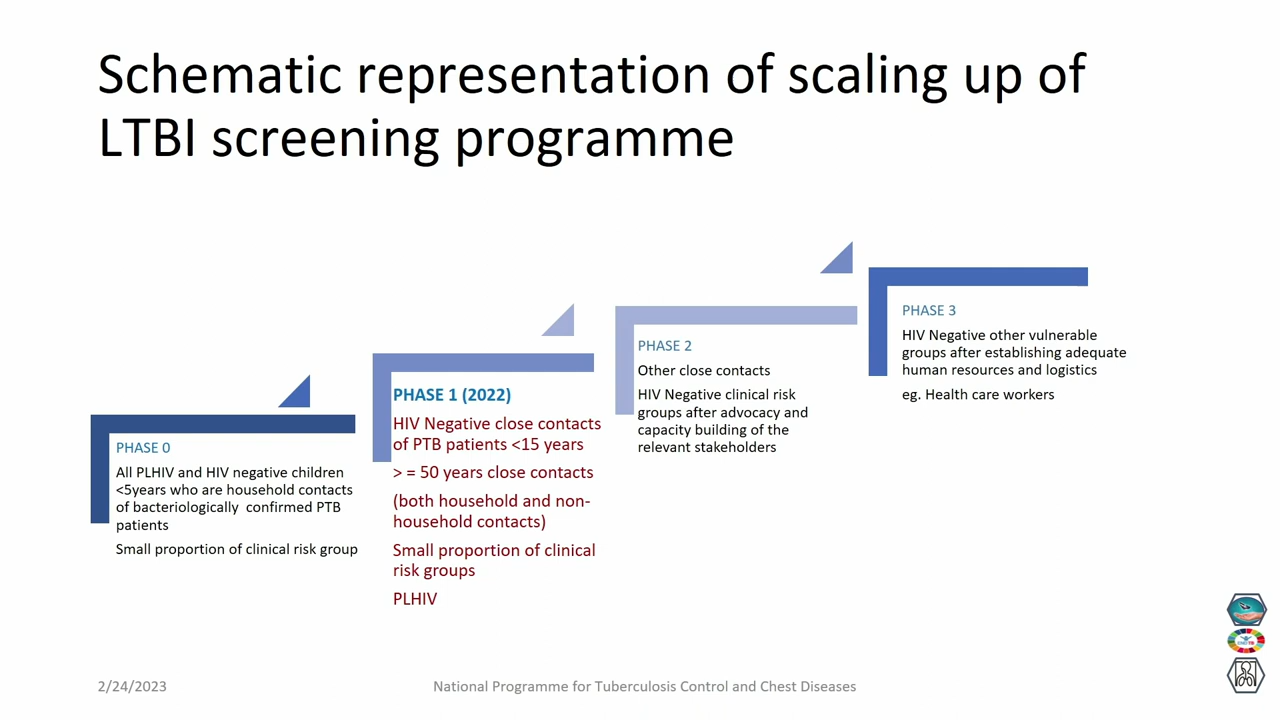 Schematic representation of scaling up of
LTBI screening programme
PHASE 0
All PLHIV and HIV negative children
<5years who are household contacts
of bacteriologically confirmed PTB
patients
Small proportion of clinical risk group
PHASE 1 (2022)
HIV Negative close contacts
of PTB patients <15 years
> = 50 years close contacts
(both household and non-
household contacts)
Small proportion of clinical
risk groups
PLHIV
PHASE 2
Other close contacts
HIV Negative clinical risk
groups after advocacy and
capacity building of the
relevant stakeholders
PHASE 3
HIV Negative other vulnerable
groups after establishing adequate
human resources and logistics
eg. Health care workers
2/24/2023
National Programme for Tuberculosis Control and Chest Diseases